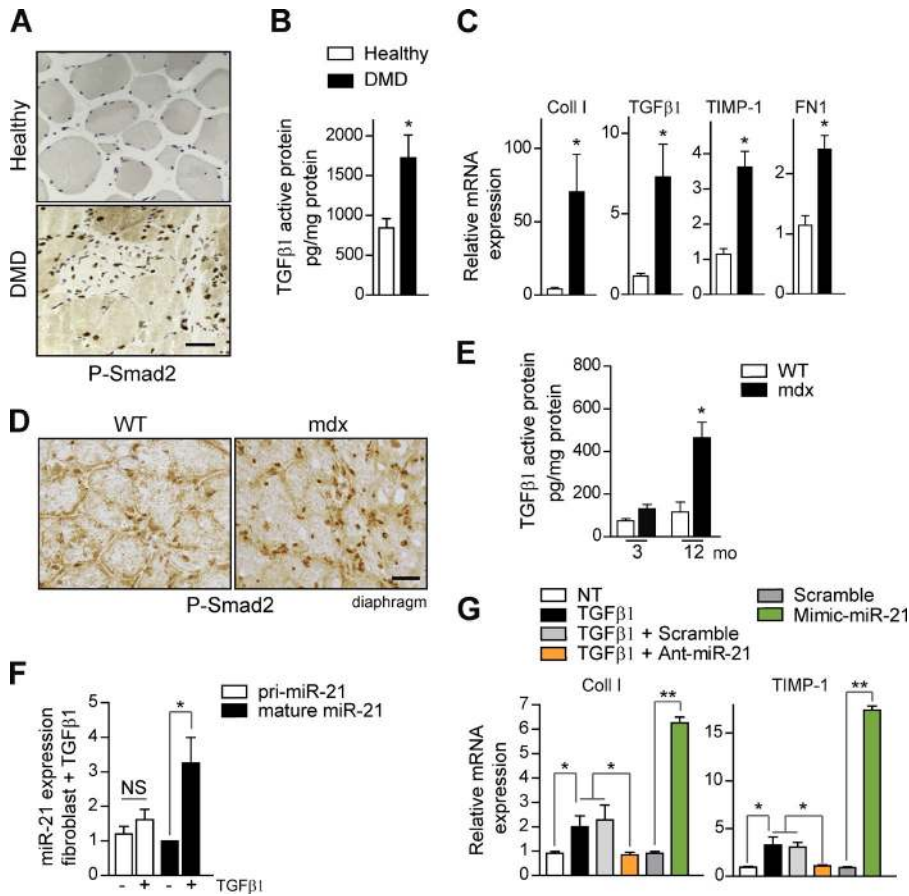 A
Healthy
DMD
P-Smad2
B
Healthy
DMD
TGFβ1 active protein
pg/mg protein
2000
1500
1000
500
0
*
C
Relative mRNA
expression
Coll I
100
50
0
*
TGFβ1
10
5
0
*
TIMP-1
4
3
2
1
0
*
FN1
2
1
0
*
D
WT
mdx
P-Smad2
diaphragm
E
WT
mdx
TGFβ1 active protein
pg/mg protein
800
600
400
200
0
*
3
12
mo
F
pri-miR-21
mature miR-21
miR-21 expression
fibroblast + TGFβ1
5
4
3
2
1
0
NS
*
- + - + TGFβ1
G
NT
TGFβ1
TGFβ1 + Scramble
TGFβ1 + Ant-miR-21
Scramble
Mimic-miR-21
Relative mRNA
expression
Coll I
7
6
5
4
3
2
1
0
*
*
**
TIMP-1
15
10
5
0
*
*
**